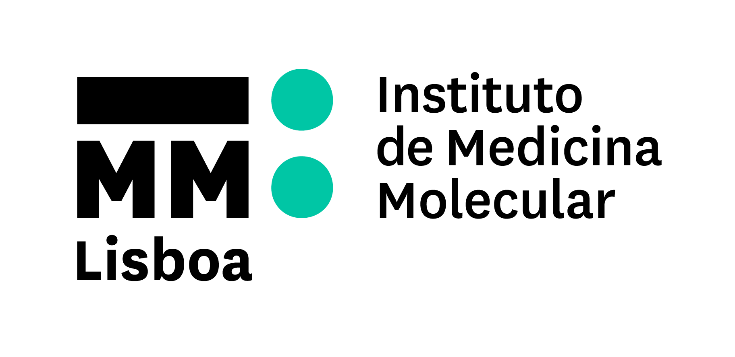 MM
Lisboa
Instituto
de Medicina
Molecular